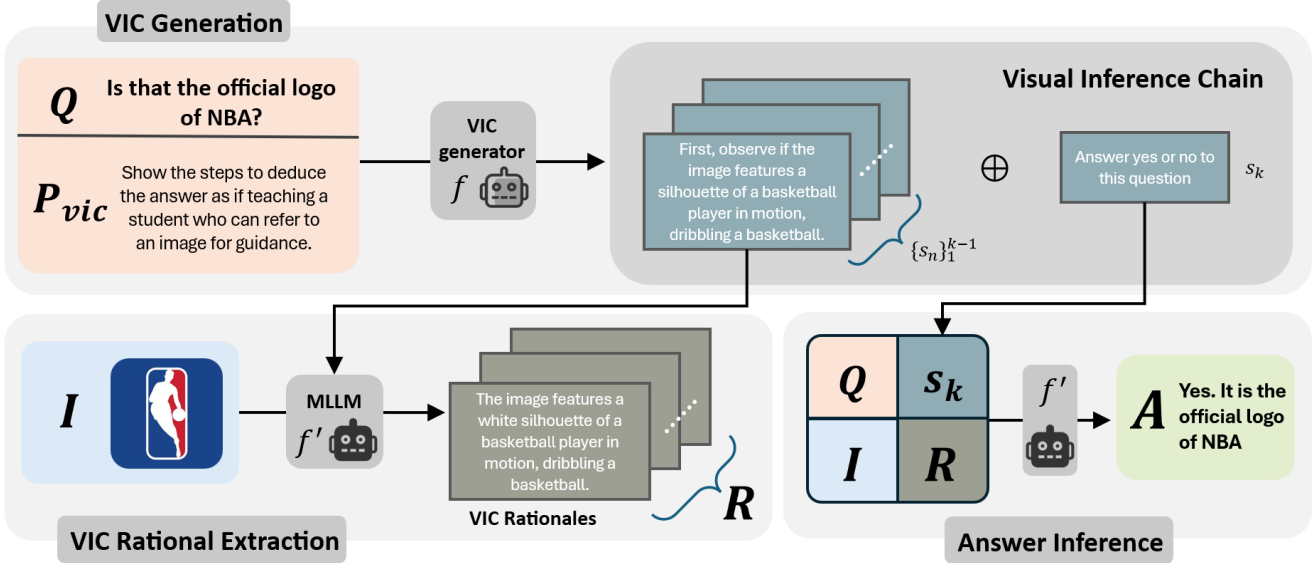 VIC Generation
Q
Is that the official logo
of NBA?
P_vic
Show the steps to deduce
the answer as if teaching a
student who can refer to
an image for guidance.
VIC
generator
f
Visual Inference Chain
First, observe if the
image features a
silhouette of a basketball
player in motion,
dribbling a basketball.
{s_n}_1^{k-1}
⊕
Answer yes or no to
this question
s_k
I
MLLM
f'
The image features a
white silhouette of a
basketball player in
motion, dribbling a
basketball.
VIC Rationales
R
VIC Rational Extraction
Q
s_k
I
R
f'
A
Yes. It is the
official logo
of NBA
Answer Inference